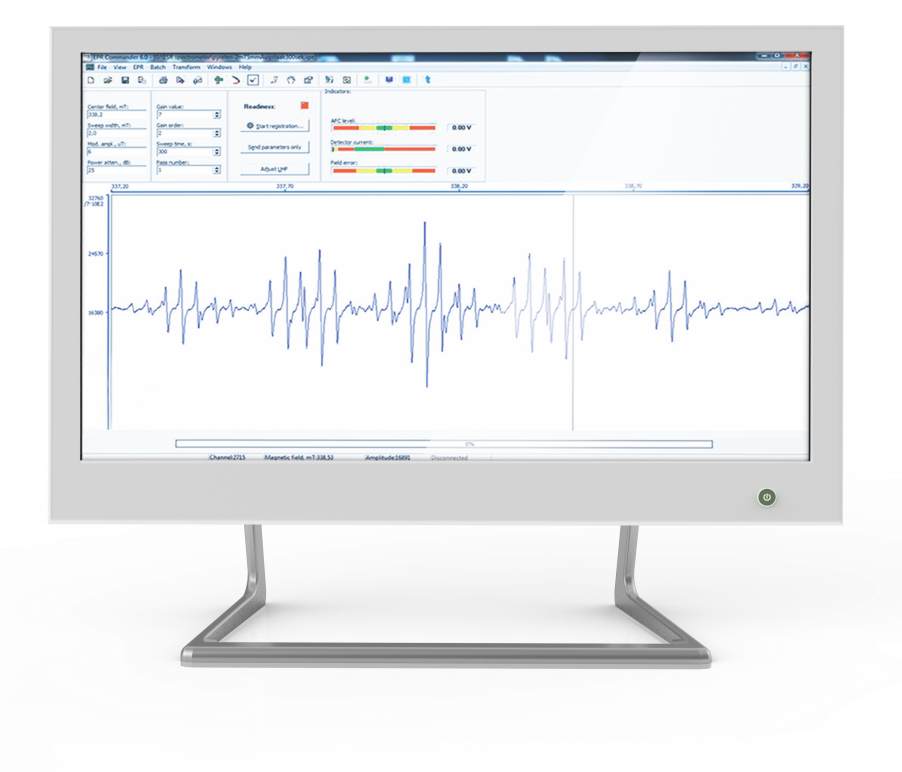 EPR Commander 6.0 -
File View EPR Batch Transform Windows Help
Center field, mT:
338,2
Sweep width, mT:
2,0
Mod. ampl., uT:
6
Power atten., dB:
25
Gain value:
7
Gain order:
2
Sweep time, s:
300
Pass number:
1
Readiness:
Start registration...
Send parameters only
Adjust UHF
Indicators:
AFC level:
0.00 V
Detector current:
0.00 V
Field error:
0.00 V
337,20 337,70 338,20 338,70 339,20
32760
/7·10E2
24570
16380
0%
Channel:2715 Magnetic field, mT:338,53 Amplitude:16891 Disconnected